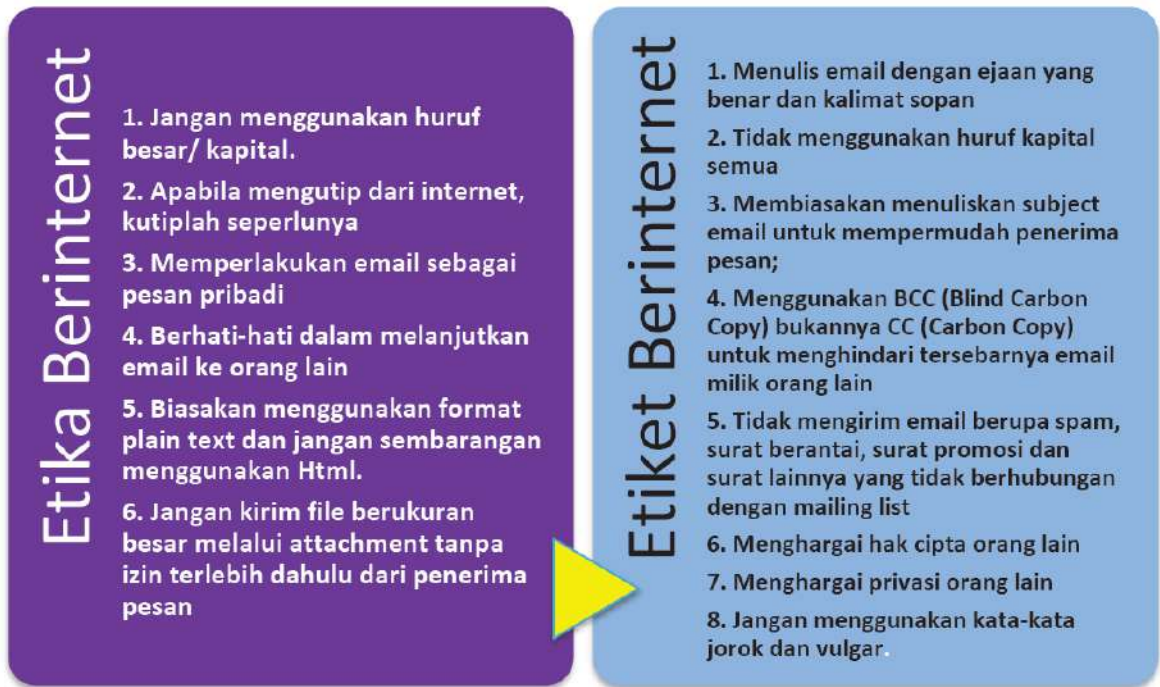 Etika Berinternet
1. Jangan menggunakan huruf
besar/ kapital.
2. Apabila mengutip dari internet,
kutiplah seperlunya
3. Memperlakukan email sebagai
pesan pribadi
4. Berhati-hati dalam melanjutkan
email ke orang lain
5. Biasakan menggunakan format
plain text dan jangan sembarangan
menggunakan Html.
6. Jangan kirim file berukuran
besar melalui attachment tanpa
izin terlebih dahulu dari penerima
pesan
Etiket Berinternet
1. Menulis email dengan ejaan yang
benar dan kalimat sopan
2. Tidak menggunakan huruf kapital
semua
3. Membiasakan menuliskan subject
email untuk mempermudah penerima
pesan;
4. Menggunakan BCC (Blind Carbon
Copy) bukannya CC (Carbon Copy)
untuk menghindari tersebarnya email
milik orang lain
5. Tidak mengirim email berupa spam,
surat berantai, surat promosi dan
surat lainnya yang tidak berhubungan
dengan mailing list
6. Menghargai hak cipta orang lain
7. Menghargai privasi orang lain
8. Jangan menggunakan kata-kata
jorok dan vulgar.